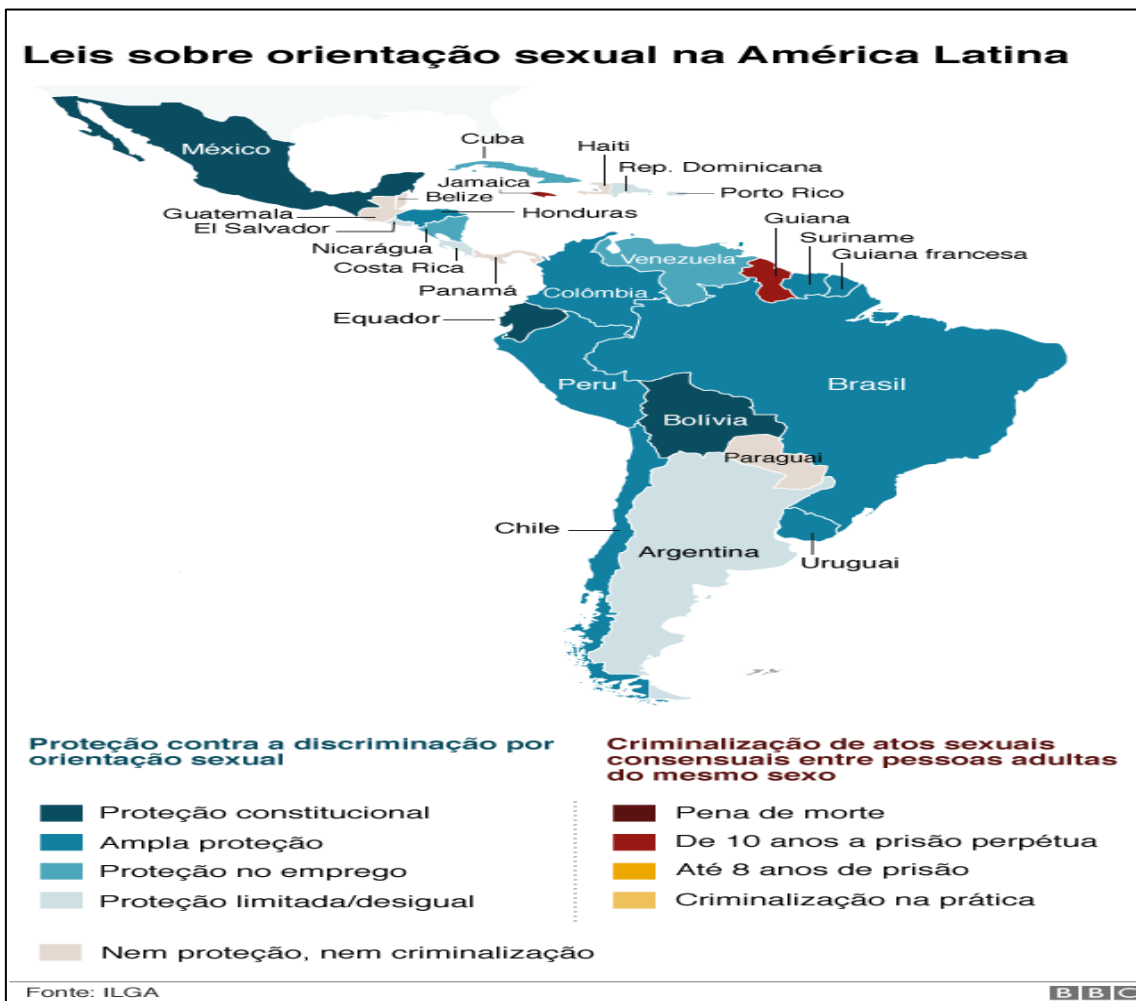 Leis sobre orientação sexual na América Latina
México
Cuba
Haiti
Rep. Dominicana
Jamaica
Belize
Porto Rico
Guatemala
Honduras
Guiana
El Salvador
Suriname
Nicarágua
Venezuela
Guiana francesa
Costa Rica
Panamá
Colômbia
Equador
Peru
Brasil
Bolívia
Paraguai
Chile
Argentina
Uruguai
Proteção contra a discriminação por
orientação sexual
Proteção constitucional
Ampla proteção
Proteção no emprego
Proteção limitada/desigual
Nem proteção, nem criminalização
Criminalização de atos sexuais
consensuais entre pessoas adultas
do mesmo sexo
Pena de morte
De 10 anos a prisão perpétua
Até 8 anos de prisão
Criminalização na prática
Fonte: ILGA
BBC